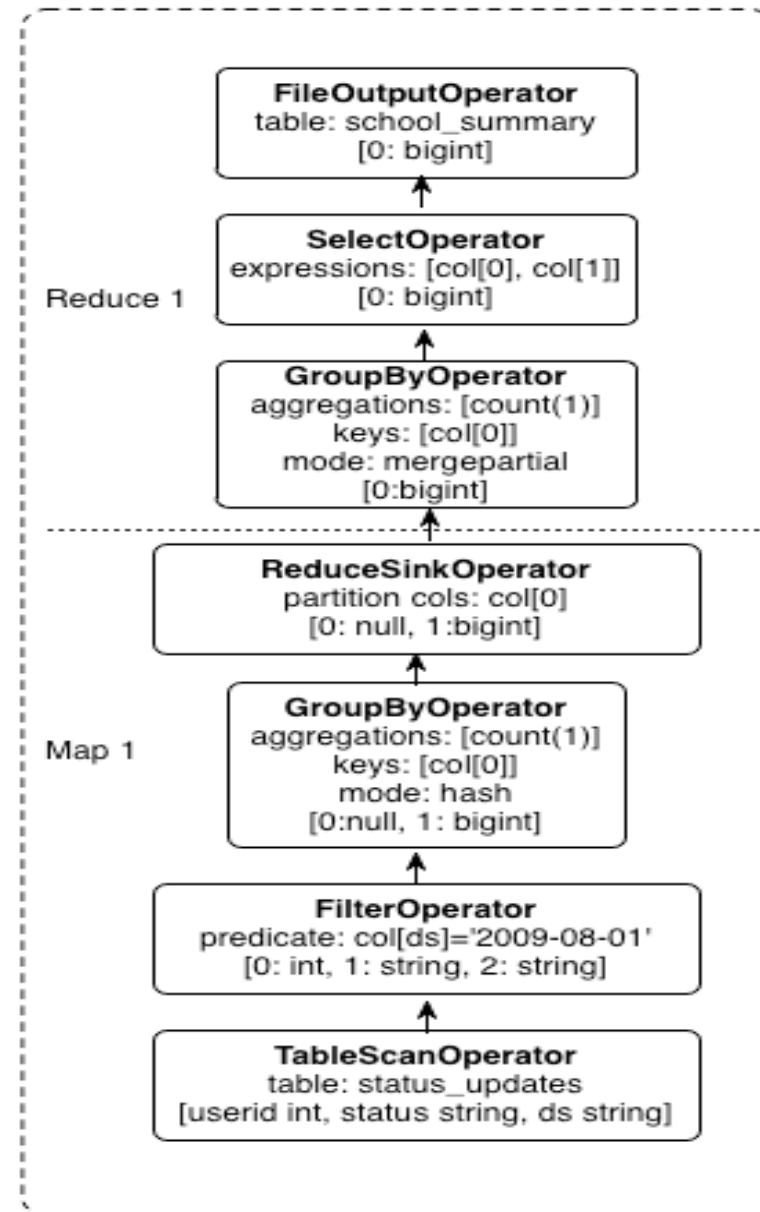 FileOutputOperator
table: school_summary
[0: bigint]
SelectOperator
expressions: [col[0], col[1]]
[0: bigint]
Reduce 1
GroupByOperator
aggregations: [count(1)]
keys: [col[0]]
mode: mergepartial
[0:bigint]
ReduceSinkOperator
partition cols: col[0]
[0: null, 1:bigint]
GroupByOperator
aggregations: [count(1)]
Map 1
keys: [col[0]]
mode: hash
[0:null, 1: bigint]
FilterOperator
predicate: col[ds]='2009-08-01'
[0: int, 1: string, 2: string]
TableScanOperator
table: status_updates
[userid int, status string, ds string]